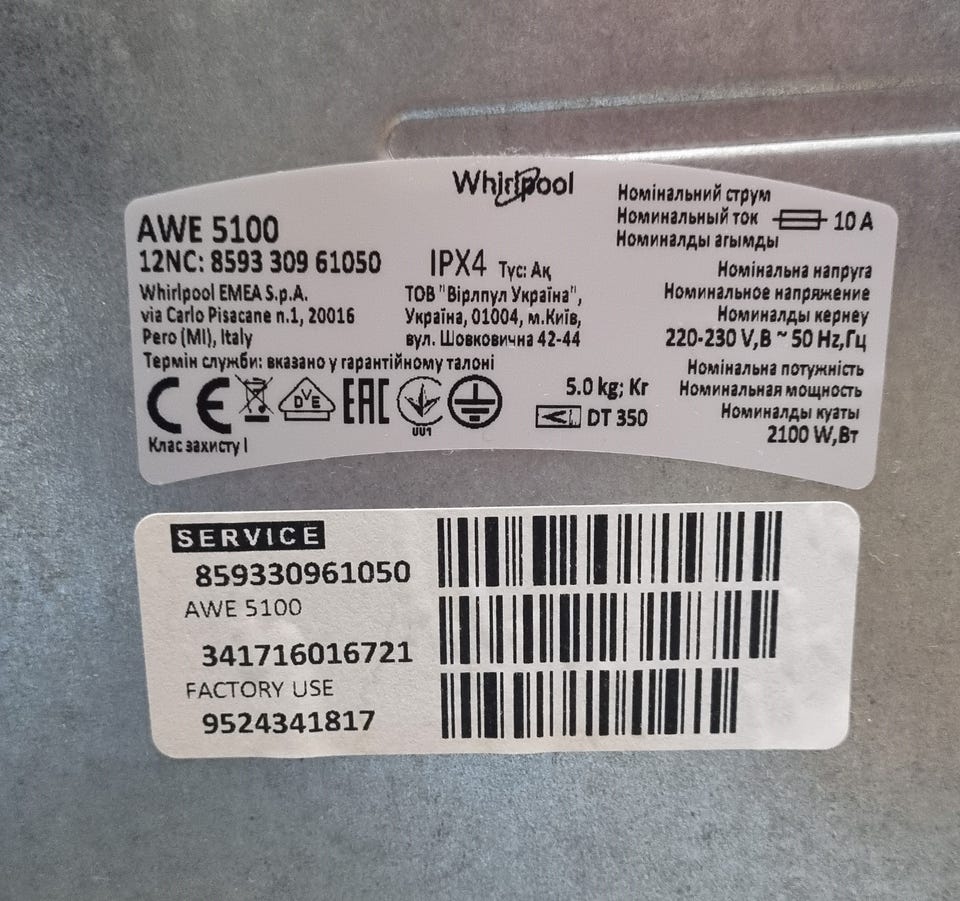 Whirlpool
AWE 5100
12NC: 8593 309 61050
Whirlpool EMEA S.p.A.
via Carlo Pisacane n.1, 20016
Pero (MI), Italy
IPX4 Түс: Ақ
ТОВ "Вірлпул Україна",
Україна, 01004, м.Київ,
вул. Шовковична 42-44
Термін служби: вказано у гарантійному талоні
CE DVE EAC UU1
Клас захисту I
5.0 kg; Кг
DT 350
Номінальний струм
Номинальный ток 10 A
Номиналды ағымды
Номінальна напруга
Номинальное напряжение
Номиналды кернеу
220-230 V,В ~ 50 Hz,Гц
Номінальна потужність
Номинальная мощность
Номиналды қуаты
2100 W,Вт
SERVICE
859330961050
AWE 5100
341716016721
FACTORY USE
9524341817